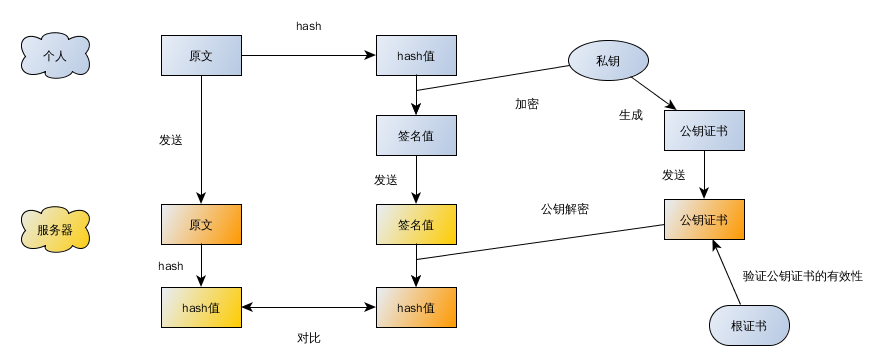 hash
个人
原文
hash值
私钥
加密
生成
公钥证书
签名值
发送
发送
发送
原文
签名值
公钥解密
公钥证书
服务器
hash
验证公钥证书的有效性
hash值
hash值
对比
根证书